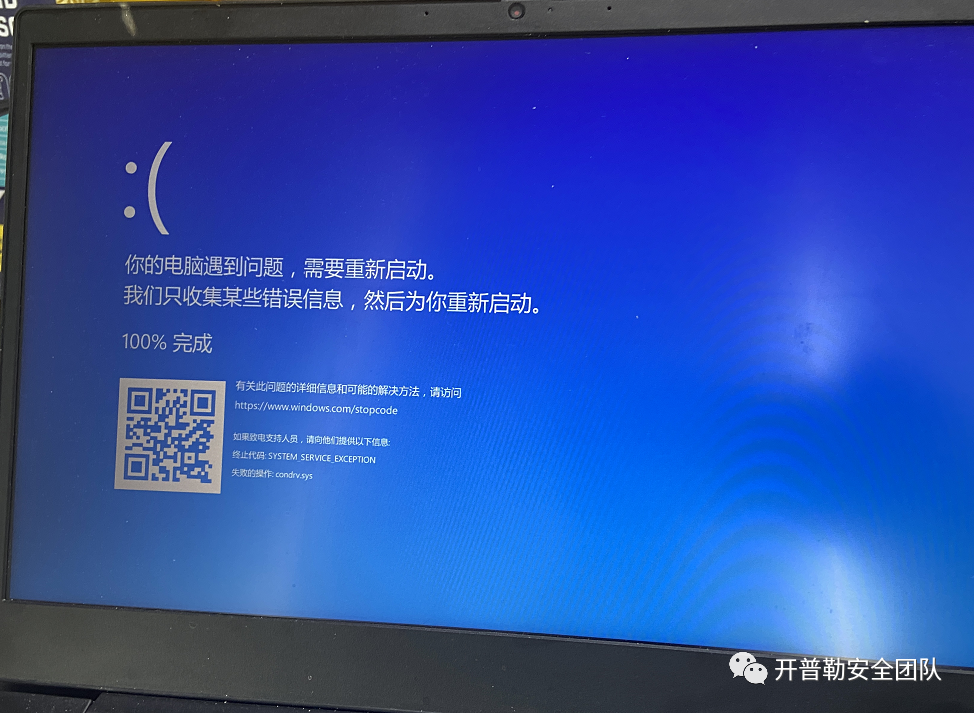 :(
你的电脑遇到问题，需要重新启动。
我们只收集某些错误信息，然后为你重新启动。
100% 完成
有关此问题的详细信息和可能的解决方法，请访问
https://www.windows.com/stopcode
如果致电支持人员，请向他们提供以下信息:
终止代码: SYSTEM_SERVICE_EXCEPTION
失败的操作: condrv.sys
开普勒安全团队